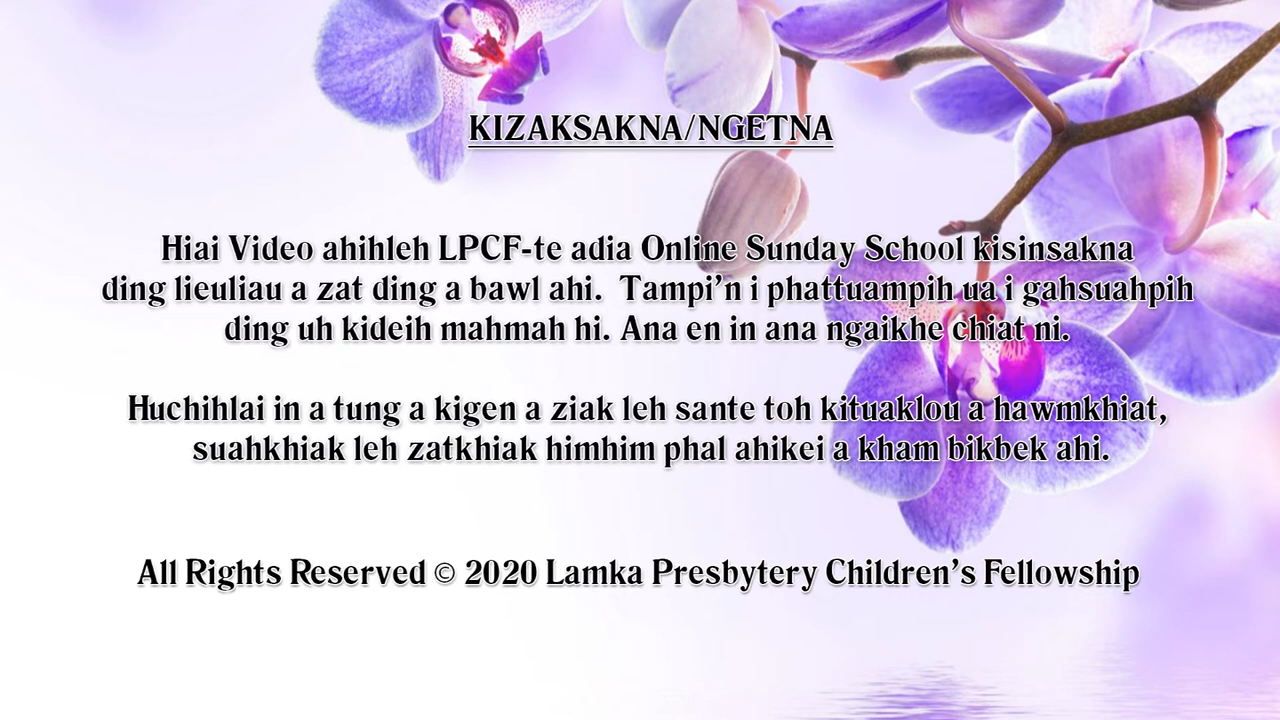 KIZAKSAKNA/NGETNA
Hiai Video ahihleh LPCF-te adia Online Sunday School kisinsakna
ding lieuliau a zat ding a bawl ahi.  Tampi’n i phattuampih ua i gahsuahpih
ding uh kideih mahmah hi. Ana en in ana ngaikhe chiat ni.
Huchihlai in a tung a kigen a ziak leh sante toh kituaklou a hawmkhiat,
suahkhiak leh zatkhiak himhim phal ahikei a kham bikbek ahi.
All Rights Reserved © 2020 Lamka Presbytery Children’s Fellowship